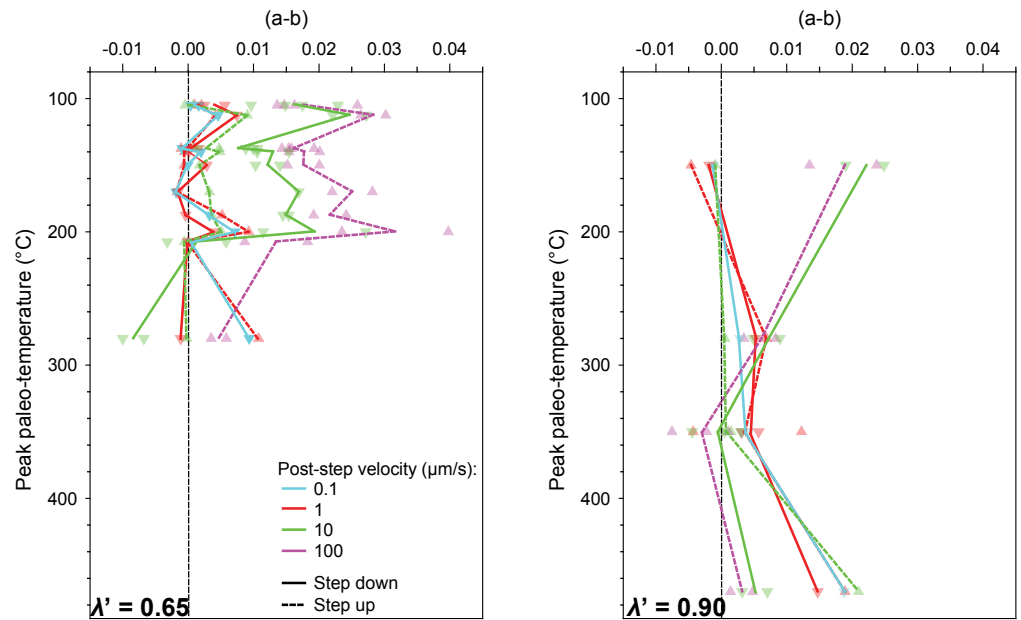 (a-b)
-0.01 0.00 0.01 0.02 0.03 0.04
Peak paleo-temperature (°C)
100
200
300
400
Post-step velocity (µm/s):
0.1
1
10
100
Step down
Step up
λ' = 0.65
(a-b)
-0.01 0.00 0.01 0.02 0.03 0.04
Peak paleo-temperature (°C)
100
200
300
400
λ' = 0.90